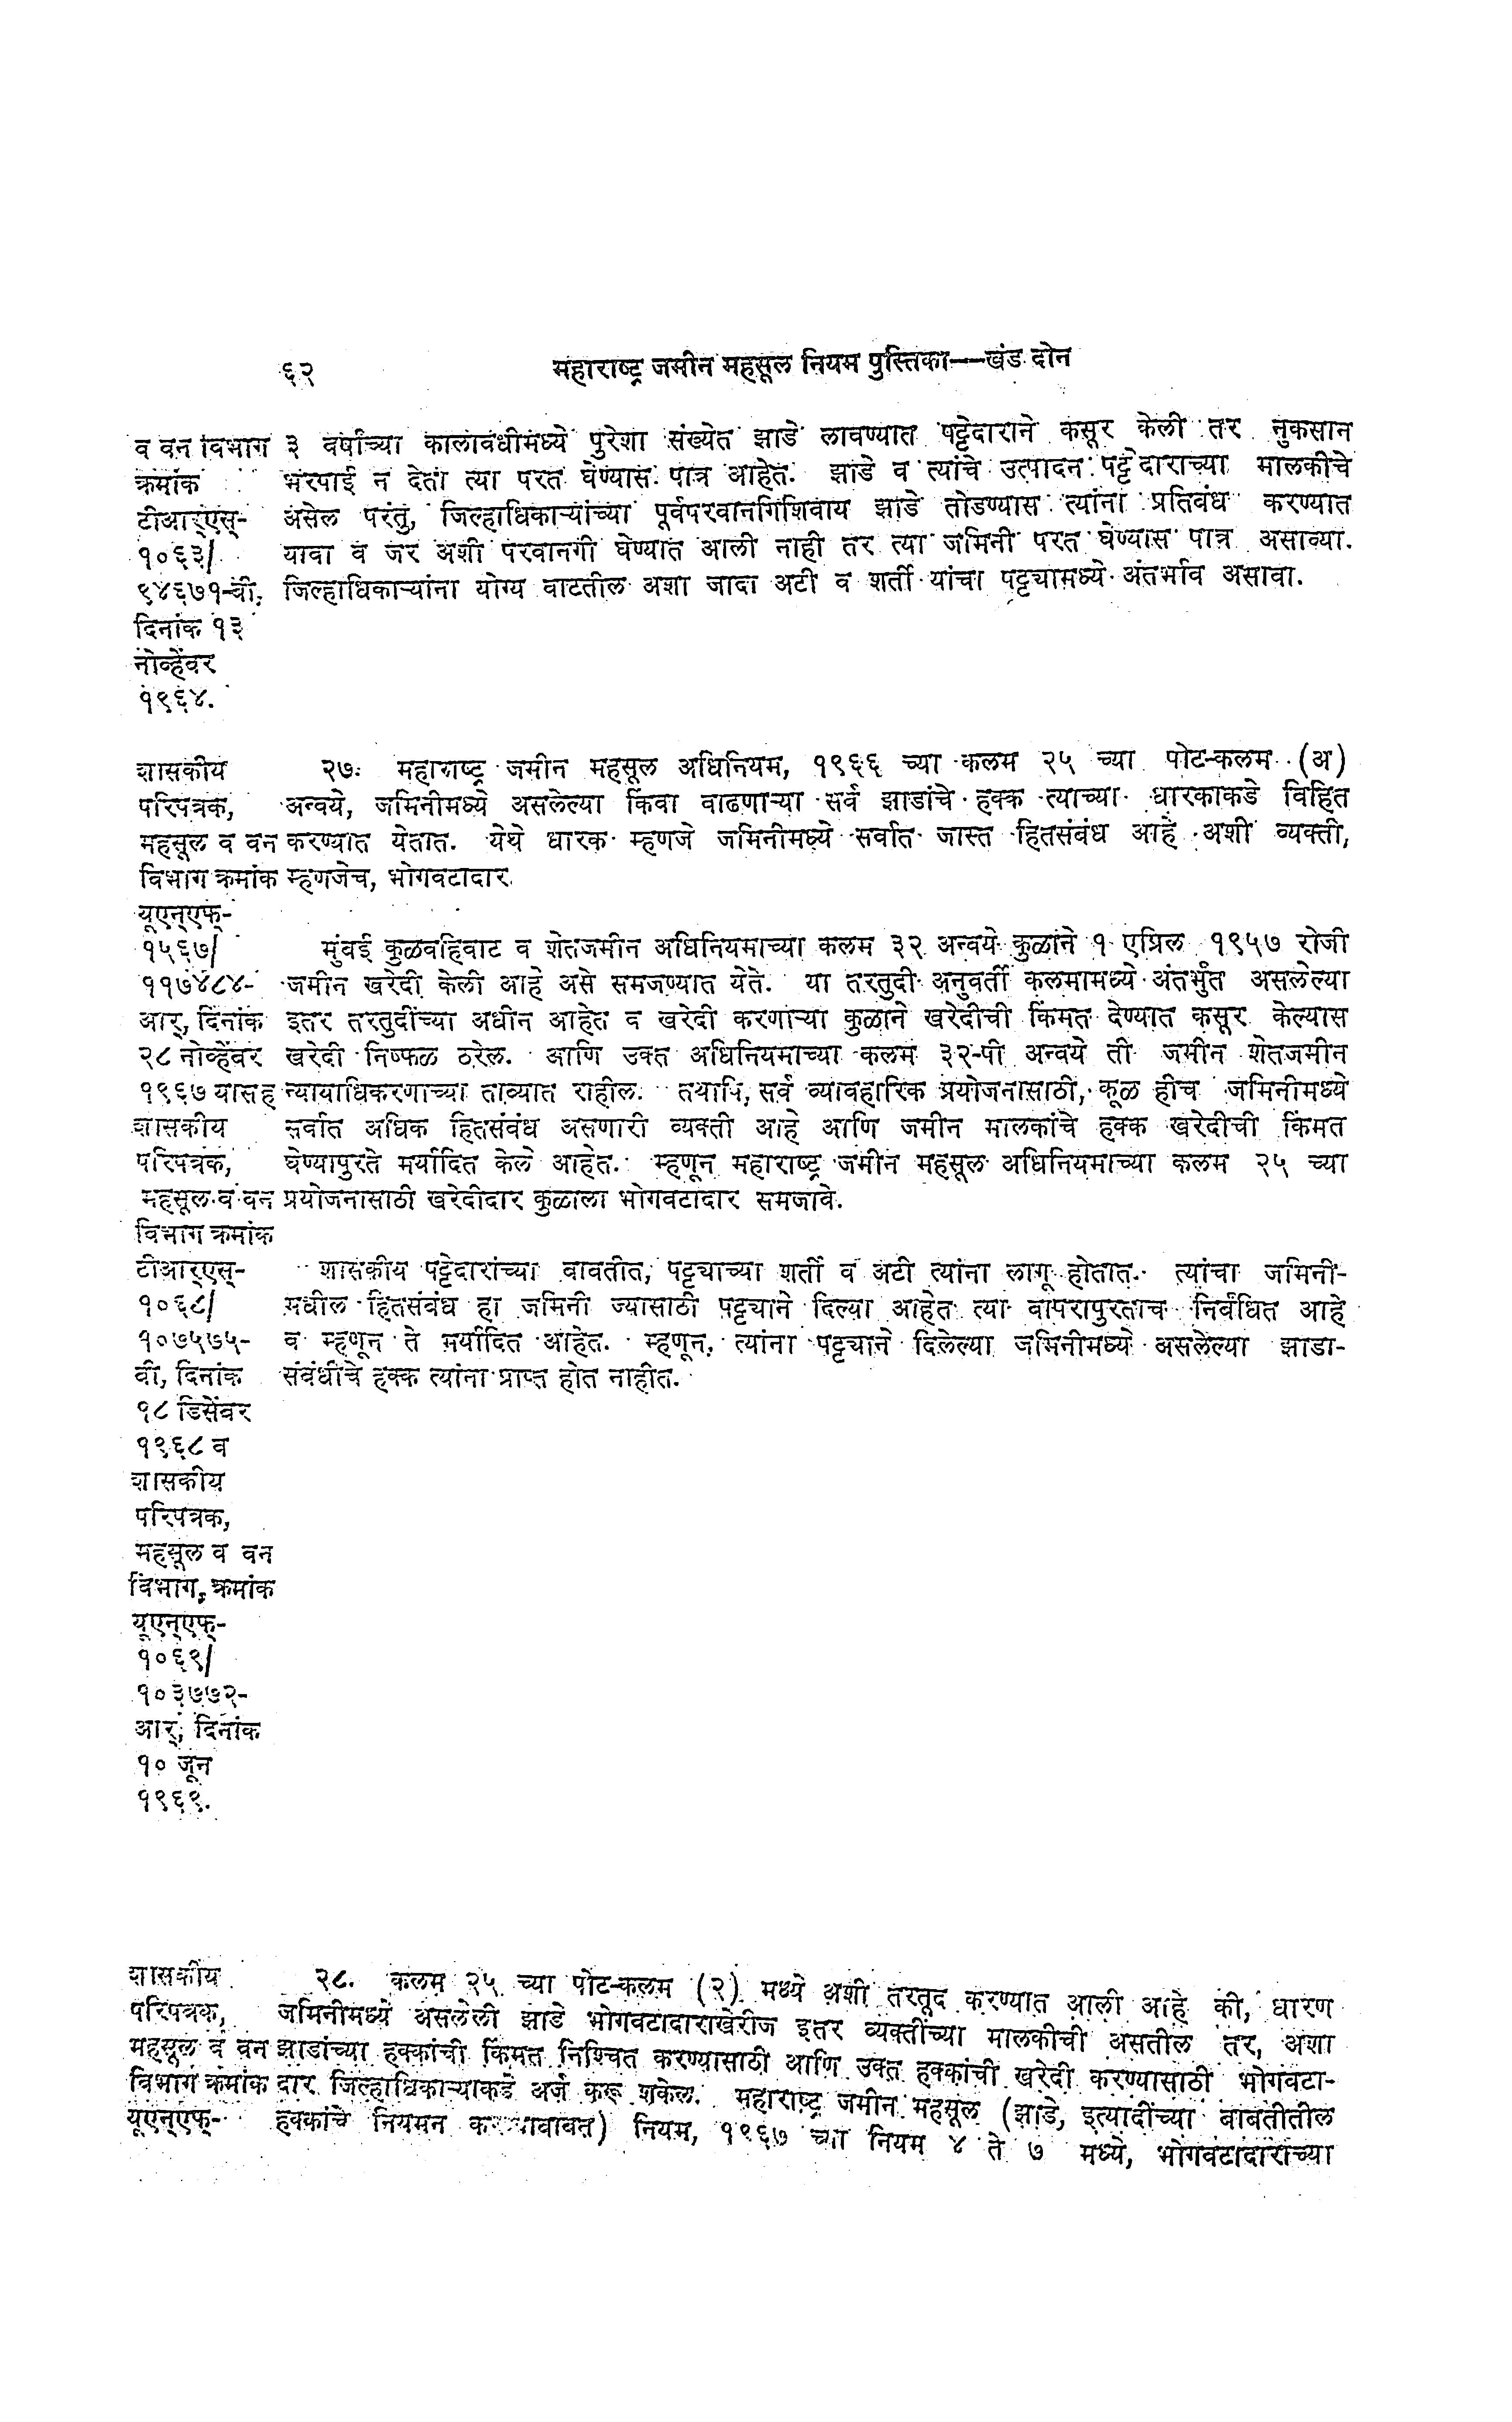 ६२ महाराष्ट्र जमीन महसूल नियम पुस्तिका—खंड दोन
व वन विभाग ३ वर्षांच्या कालावधीमध्ये पुरेशा संख्येत झाडे लावण्यात पट्टेदाराने कसूर केली तर नुकसान
क्रमांक भरपाई न देता त्या परत घेण्यास पात्र आहेत. झाडे व त्यांचे उत्पादन पट्टेदाराच्या मालकीचे
टीआर्‌एस्‌- असेल परंतु, जिल्हाधिकाऱ्यांच्या पूर्वपरवानगिशिवाय झाडे तोडण्यास त्यांना प्रतिबंध करण्यात
१०६३/ यावा व जर अशी परवानगी घेण्यात आली नाही तर त्या जमिनी परत घेण्यास पात्र असाव्या.
९४६७१-बी, जिल्हाधिकाऱ्यांना योग्य वाटतील अशा जादा अटी व शर्ती यांचा पट्ट्यामध्ये अंतर्भाव असावा.
दिनांक १३
नोव्हेंबर
१९६४.
शासकीय २७. महाराष्ट्र जमीन महसूल अधिनियम, १९६६ च्या कलम २५ च्या पोट-कलम (अ)
परिपत्रक, अन्वये, जमिनीमध्ये असलेल्या किंवा वाढणाऱ्या सर्व झाडांचे हक्क त्याच्या धारकाकडे विहित
महसूल व वन करण्यात येतात. येथे धारक म्हणजे जमिनीमध्ये सर्वात जास्त हितसंबंध आहे अशी व्यक्ती,
विभाग क्रमांक म्हणजेच, भोगवटादार.
यूएन्‌एफ्‌-
१५६७/ मुंबई कुळवहिवाट व शेतजमीन अधिनियमाच्या कलम ३२ अन्वये कुळाने १ एप्रिल १९५७ रोजी
११७४८४- जमीन खरेदी केली आहे असे समजण्यात येते. या तरतुदी अनुवर्ती कलमामध्ये अंतर्भुत असलेल्या
आर्‌, दिनांक इतर तरतुदींच्या अधीन आहेत व खरेदी करणाऱ्या कुळाने खरेदीची किंमत देण्यात कसूर केल्यास
२८ नोव्हेंबर खरेदी निष्फळ ठरेल. आणि उक्त अधिनियमाच्या कलम ३२-पी अन्वये ती जमीन शेतजमीन
१९६७ यासह न्यायाधिकरणाच्या ताब्यात राहील. तथापि, सर्व व्यावहारिक प्रयोजनासाठी, कूळ हीच जमिनीमध्ये
शासकीय सर्वात अधिक हितसंबंध असणारी व्यक्ती आहे आणि जमीन मालकांचे हक्क खरेदीची किंमत
परिपत्रक, घेण्यापुरते मर्यादित केले आहेत. म्हणून महाराष्ट्र जमीन महसूल अधिनियमाच्या कलम २५ च्या
महसूल व वन प्रयोजनासाठी खरेदीदार कुळाला भोगवटादार समजावे.
विभाग क्रमांक
टीआर्‌एस्‌- शासकीय पट्टेदारांच्या बाबतीत, पट्ट्याच्या शर्ती व अटी त्यांना लागू होतात. त्यांचा जमिनी-
१०६८/ मधील हितसंबंध हा जमिनी ज्यासाठी पट्ट्याने दिल्या आहेत त्या वापरापुरताच निर्बंधित आहे
१०७५७५- व म्हणून ते मर्यादित आहेत. म्हणून, त्यांना पट्ट्याने दिलेल्या जमिनीमध्ये असलेल्या झाडा-
बी, दिनांक संबंधीचे हक्क त्यांना प्राप्त होत नाहीत.
१८ डिसेंबर
१९६८ व
शासकीय
परिपत्रक,
महसूल व वन
विभाग, क्रमांक
यूएन्‌एफ्‌-
१०६९/
१०३७७२-
आर्‌, दिनांक
१० जून
१९६९.
शासकीय २८. कलम २५ च्या पोट-कलम (२) मध्ये अशी तरतूद करण्यात आली आहे की, धारण
परिपत्रक, जमिनीमध्ये असलेली झाडे भोगवटादाराखेरीज इतर व्यक्तींच्या मालकीची असतील तर, अशा
महसूल व वन झाडांच्या हक्कांची किंमत निश्चित करण्यासाठी आणि उक्त हक्कांची खरेदी करण्यासाठी भोगवटा-
विभाग क्रमांक दार जिल्हाधिकाऱ्याकडे अर्ज करू शकेल. महाराष्ट्र जमीन महसूल (झाडे, इत्यादींच्या बाबतीतील
यूएन्‌एफ्‌- हक्कांचे नियमन नियम, १९६७ च्या नियम ४ ते ७ मध्ये, भोगवटादाराच्या